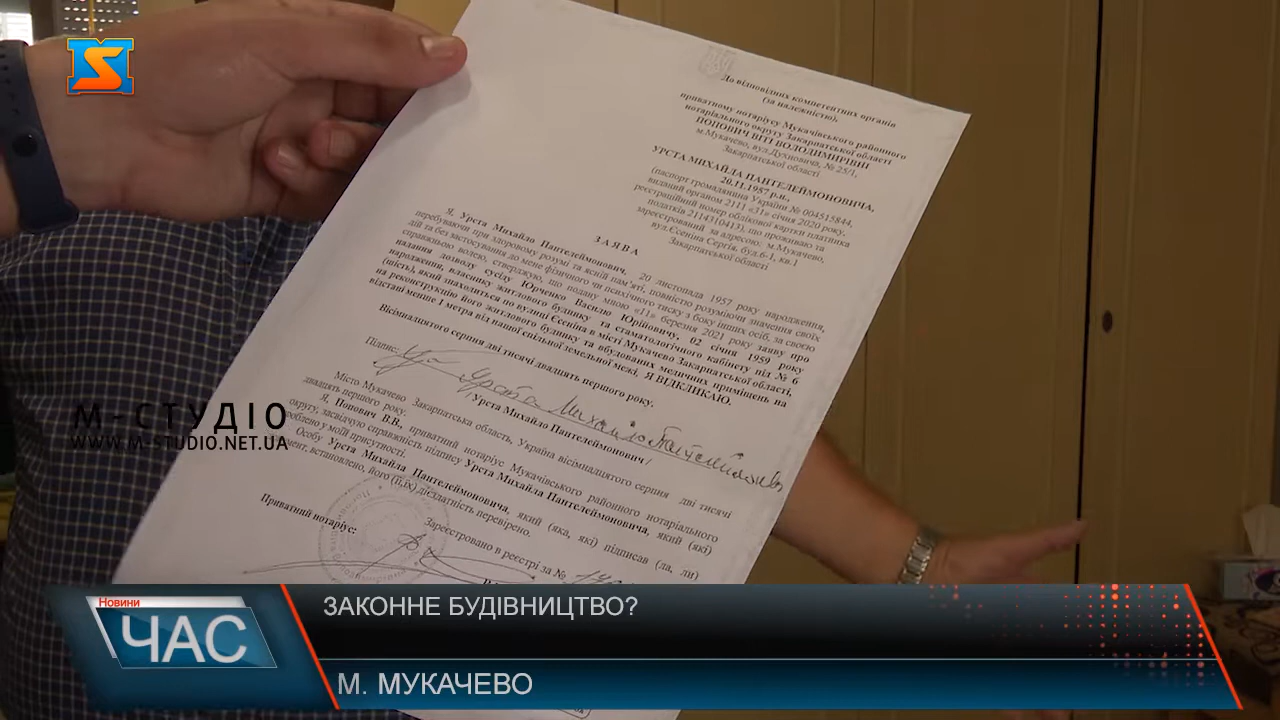 До відповідних компетентних органів
(за належністю),
приватному нотаріусу Мукачівського районного
нотаріального округу Закарпатської області
ПОПОВИЧ ВІТІ ВОЛОДИМИРІВНІ
м.Мукачево, вул.Духновича, № 25/1,
Закарпатської області
УРСТА МИХАЙЛА ПАНТЕЛЕЙМОНОВИЧА,
20.11.1957 р.н.,
(паспорт громадянина України № 004515844,
виданий органом 2111 «31» січня 2020 року,
реєстраційний номер облікової картки платника
податків 2114310413), що проживаю та
зареєстрований за адресою: м.Мукачево,
вул.Єсеніна Сергія, буд.6-1, кв.1
Закарпатської області
ЗАЯВА
Я, Урста Михайло Пантелеймонович, 20 листопада 1957 року народження,
перебуваючи при здоровому розумі та ясній пам'яті, повністю розуміючи значення своїх
дій та без застосування до мене фізичного чи психічного тиску з боку інших осіб, за своєю
справжньою волею, стверджую, що подану мною «11» березня 2021 року заяву про
надання дозволу сусіду Юрченко Василю Юрійовичу, 02 січня 1959 року
народження, власнику житлового будинку та стаматологічного кабінету під № 6
(шість), який знаходиться по вулиці Єсеніна в місті Мукачево Закарпатської області,
на реконструкцію його житлового будинку та вбудованих медичних приміщень на
відстані менше 1 метра від нашої спільної земельної межі, Я ВІДКЛИКАЮ.
Вісімнадцятого серпня дві тисячі двадцять першого року.
Підпис:
Урста Михайло Пантелеймонович
/Урста Михайло Пантелеймонович/
Місто Мукачево Закарпатська область, Україна вісімнадцятого серпня дві тисячі
двадцять першого року.
Я, Попович В.В., приватний нотаріус Мукачівського районного нотаріального
округу, засвідчую справжність підпису Урста Михайла Пантелеймоновича, який (які)
зроблено у моїй присутності.
Особу Урста Михайла Пантелеймоновича, який (яка, які) підписав (ла, ли)
документ, встановлено, його (її,їх) дієздатність перевірено.
Зареєстровано в реєстрі за №
Приватний нотаріус:
М-СТУДІО
WWW.M-STUDIO.NET.UA
Новини
ЧАС
ЗАКОННЕ БУДІВНИЦТВО?
М. МУКАЧЕВО